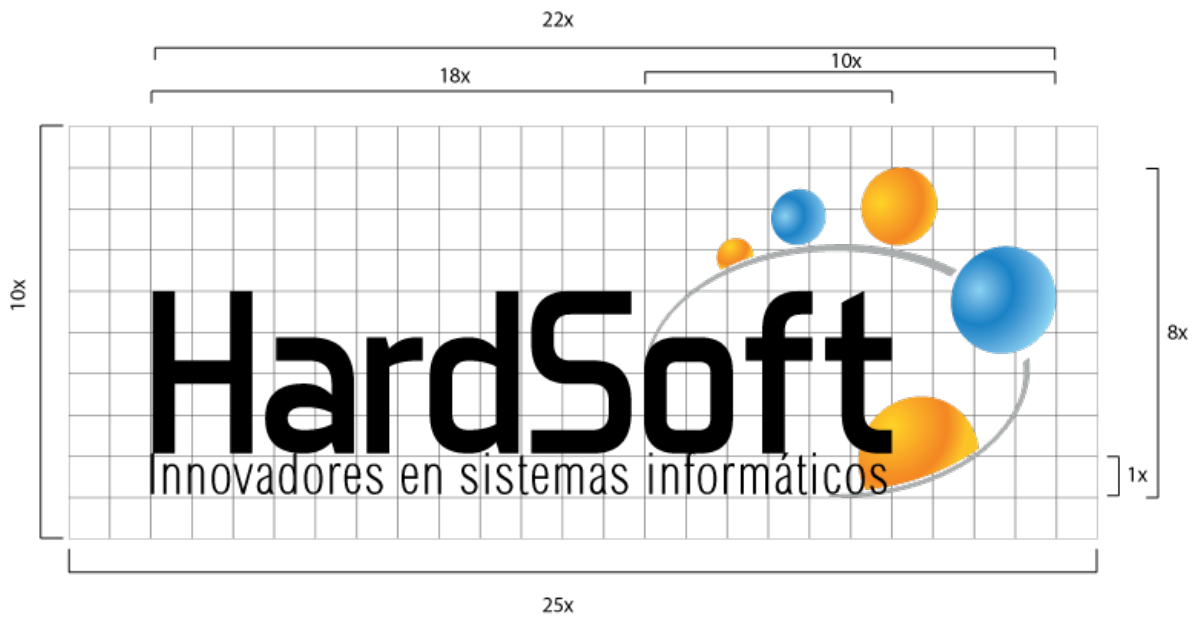 22x
10x
18x
10x
HardSoft
8x
Innovadores en sistemas informáticos
1x
25x